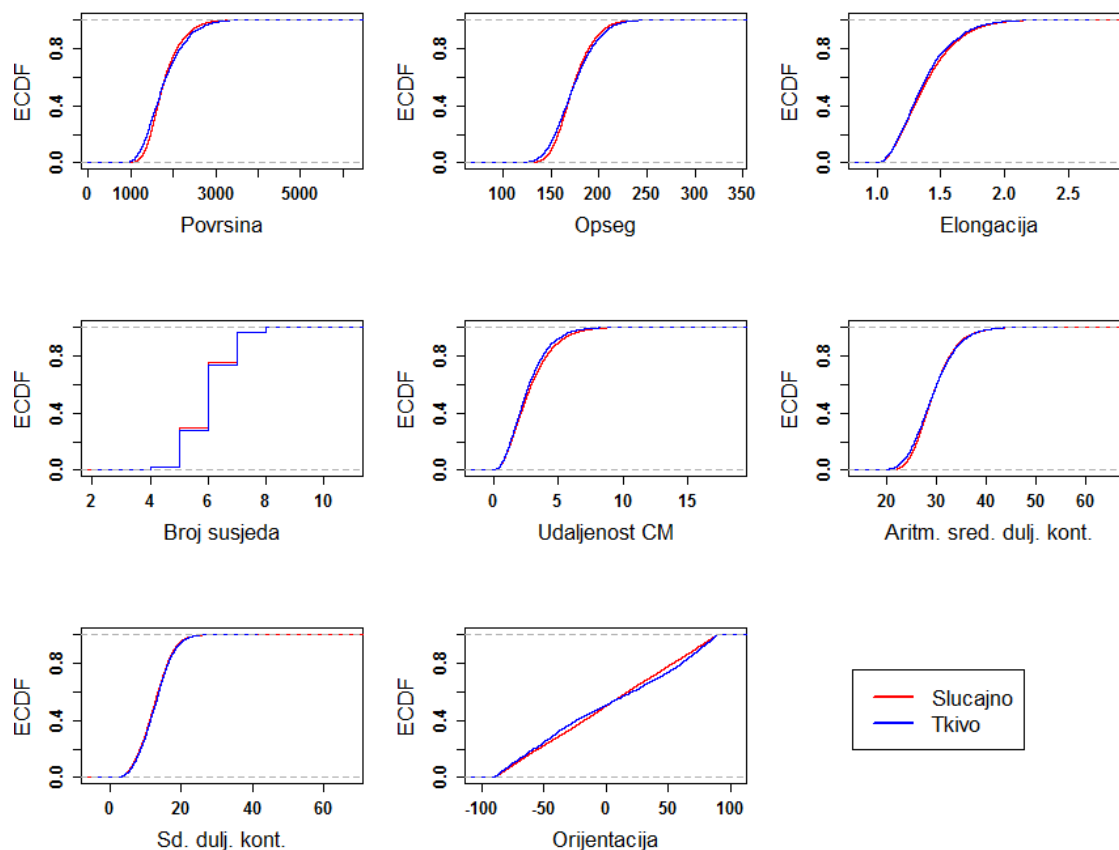 ECDF
0.0 0.4 0.8
0 1000 3000 5000
Povrsina
ECDF
0.0 0.4 0.8
100 150 200 250 300 350
Opseg
ECDF
0.0 0.4 0.8
1.0 1.5 2.0 2.5
Elongacija
ECDF
0.0 0.4 0.8
2 4 6 8 10
Broj susjeda
ECDF
0.0 0.4 0.8
0 5 10 15
Udaljenost CM
ECDF
0.0 0.4 0.8
20 30 40 50 60
Aritm. sred. dulj. kont.
ECDF
0.0 0.4 0.8
0 20 40 60
Sd. dulj. kont.
ECDF
0.0 0.4 0.8
-100 -50 0 50 100
Orijentacija
Slucajno
Tkivo